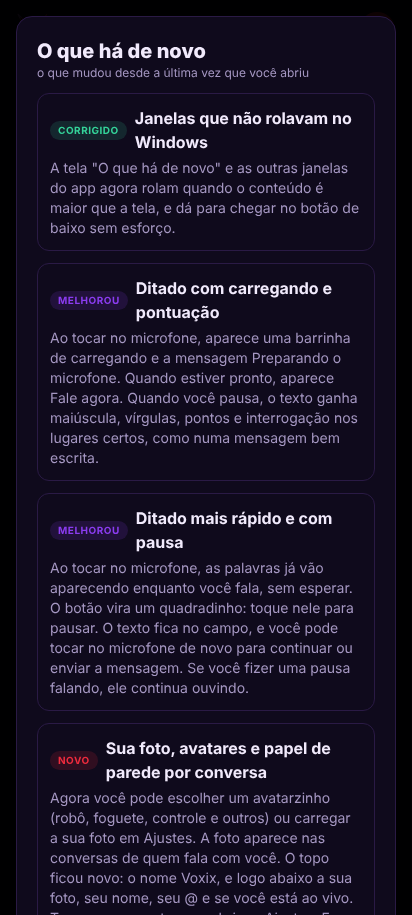 O que há de novo
o que mudou desde a última vez que você abriu
CORRIGIDO
Janelas que não rolavam no
Windows
A tela "O que há de novo" e as outras janelas
do app agora rolam quando o conteúdo é
maior que a tela, e dá para chegar no botão de
baixo sem esforço.
MELHOROU
Ditado com carregando e
pontuação
Ao tocar no microfone, aparece uma barrinha
de carregando e a mensagem Preparando o
microfone. Quando estiver pronto, aparece
Fale agora. Quando você pausa, o texto ganha
maiúscula, vírgulas, pontos e interrogação nos
lugares certos, como numa mensagem bem
escrita.
MELHOROU
Ditado mais rápido e com
pausa
Ao tocar no microfone, as palavras já vão
aparecendo enquanto você fala, sem esperar.
O botão vira um quadradinho: toque nele para
pausar. O texto fica no campo, e você pode
tocar no microfone de novo para continuar ou
enviar a mensagem. Se você fizer uma pausa
falando, ele continua ouvindo.
NOVO
Sua foto, avatares e papel de
parede por conversa
Agora você pode escolher um avatarzinho
(robô, foguete, controle e outros) ou carregar
a sua foto em Ajustes. A foto aparece nas
conversas de quem fala com você. O topo
ficou novo: o nome Voxix, e logo abaixo a sua
foto, seu nome, seu @ e se você está ao vivo.